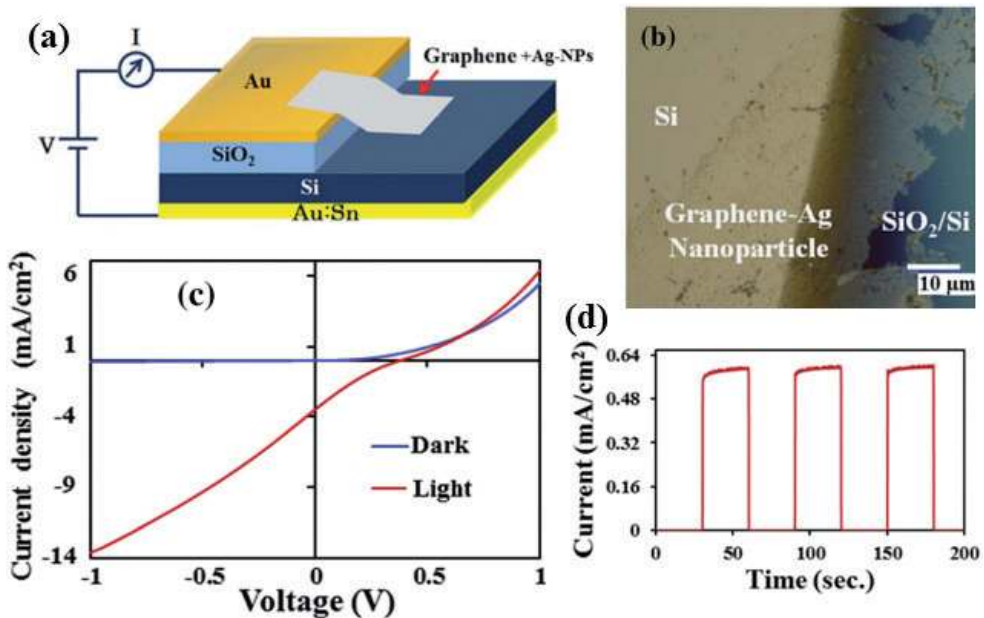 (a)
I
V
Au
Graphene +Ag-NPs
SiO₂
Si
Au:Sn
(b)
Si
Graphene-Ag
Nanoparticle
SiO₂/Si
10 µm
(c)
Current density (mA/cm²)
6
1
-4
-9
-14
-1
-0.5
0
0.5
1
Voltage (V)
Dark
Light
(d)
Current (mA/cm²)
0.64
0.48
0.32
0.16
0
0
50
100
150
200
Time (sec.)